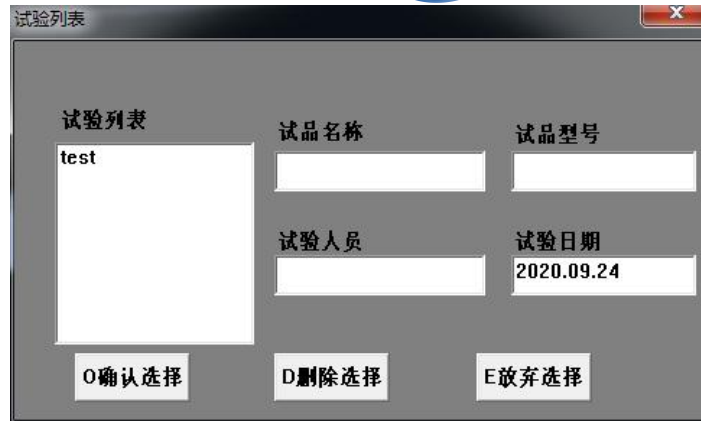 试验列表
试验列表
试品名称
试品型号
test
试验人员
试验日期
2020.09.24
O确认选择
D删除选择
E放弃选择